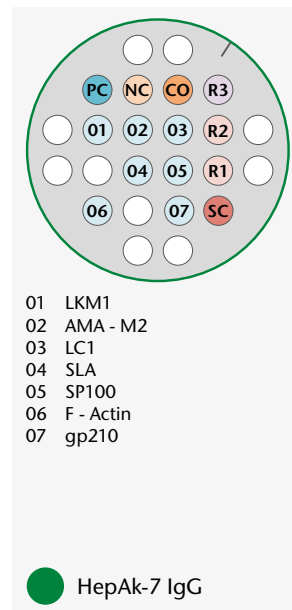 PC NC CO R3
01 02 03 R2
04 05 R1
06 07 SC
01 LKM1
02 AMA - M2
03 LC1
04 SLA
05 SP100
06 F - Actin
07 gp210
HepAk-7 IgG